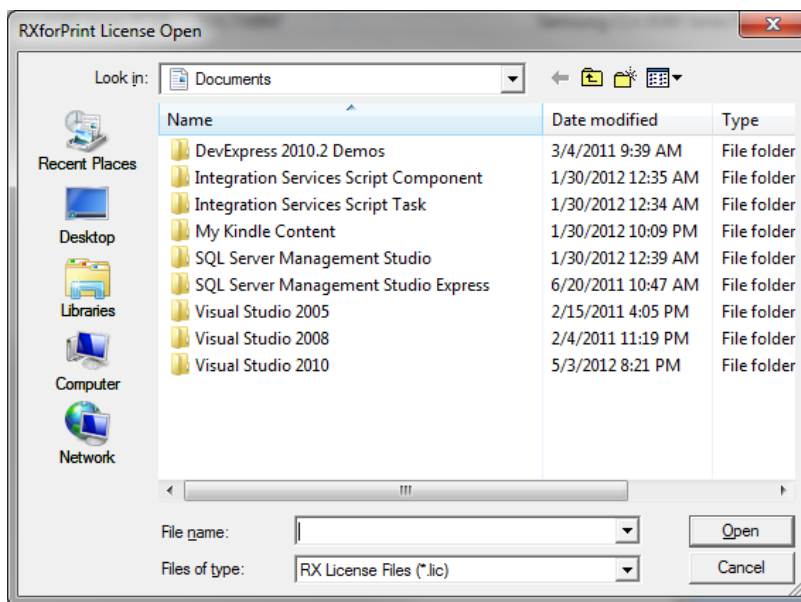 RXforPrint License Open
Look in: Documents
Name Date modified Type
DevExpress 2010.2 Demos 3/4/2011 9:39 AM File folder
Integration Services Script Component 1/30/2012 12:35 AM File folder
Integration Services Script Task 1/30/2012 12:34 AM File folder
My Kindle Content 1/30/2012 10:09 PM File folder
SQL Server Management Studio 1/30/2012 12:39 AM File folder
SQL Server Management Studio Express 6/20/2011 10:47 AM File folder
Visual Studio 2005 2/15/2011 4:05 PM File folder
Visual Studio 2008 2/4/2011 11:19 PM File folder
Visual Studio 2010 5/3/2012 8:21 PM File folder
Recent Places
Desktop
Libraries
Computer
Network
File name: Open
Files of type: RX License Files (*.lic) Cancel